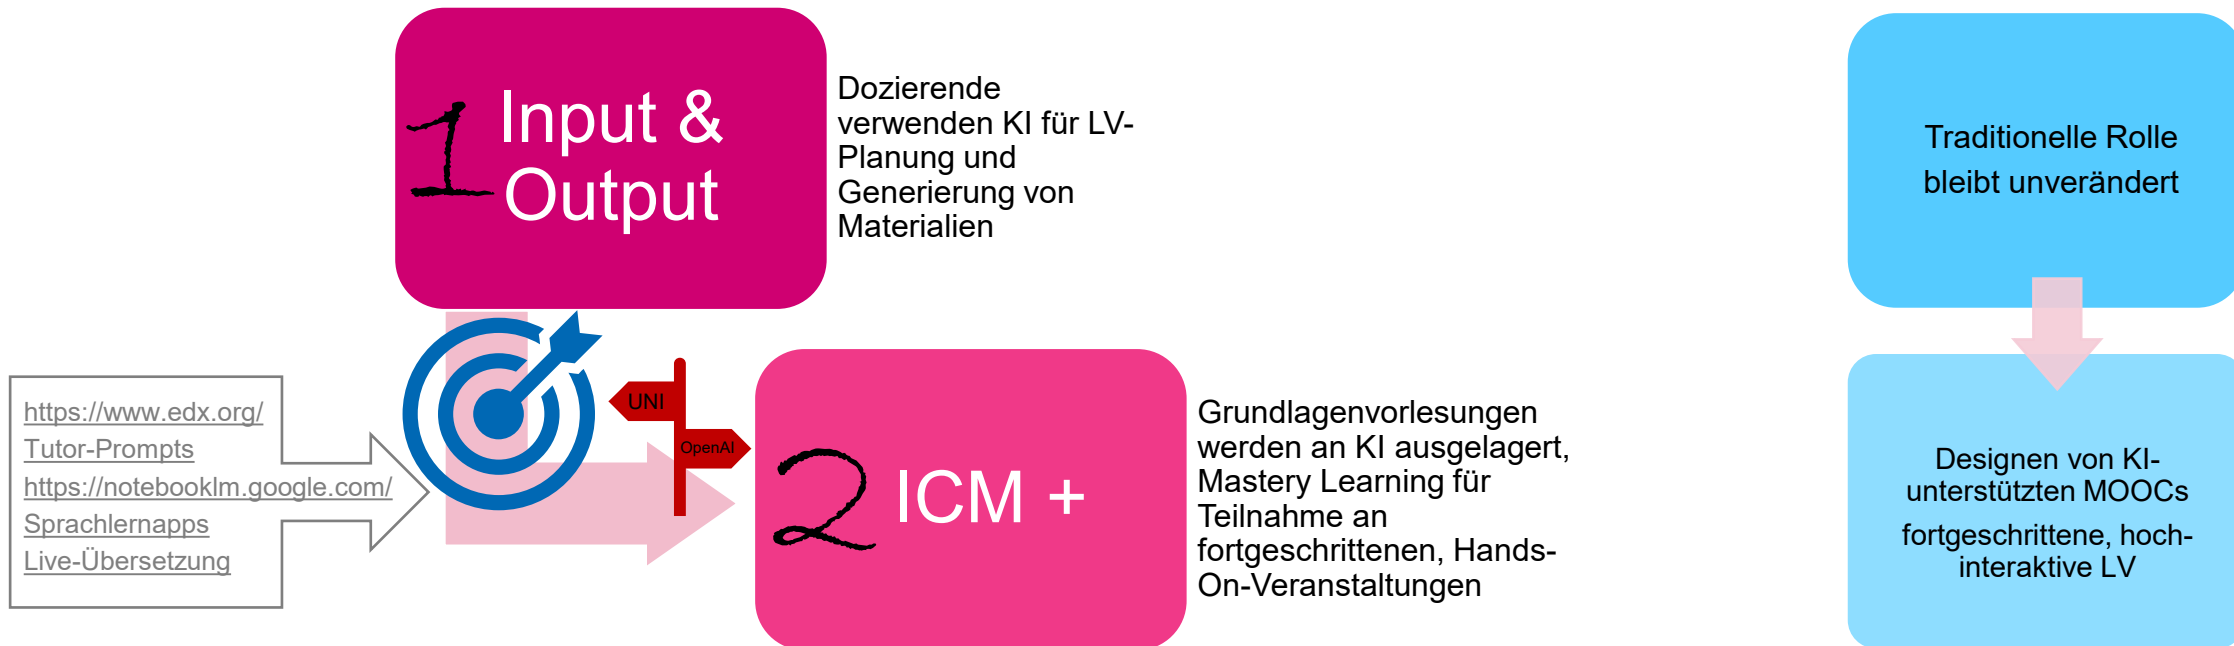 1
Input &
Output
Dozierende
verwenden KI für LV-
Planung und
Generierung von
Materialien
Traditionelle Rolle
bleibt unverändert
https://www.edx.org/
Tutor-Prompts
https://notebooklm.google.com/
Sprachlernapps
Live-Übersetzung
UNI
OpenAI
2
ICM +
Grundlagenvorlesungen
werden an KI ausgelagert,
Mastery Learning für
Teilnahme an
fortgeschrittenen, Hands-
On-Veranstaltungen
Designen von KI-
unterstützten MOOCs
fortgeschrittene, hoch-
interaktive LV